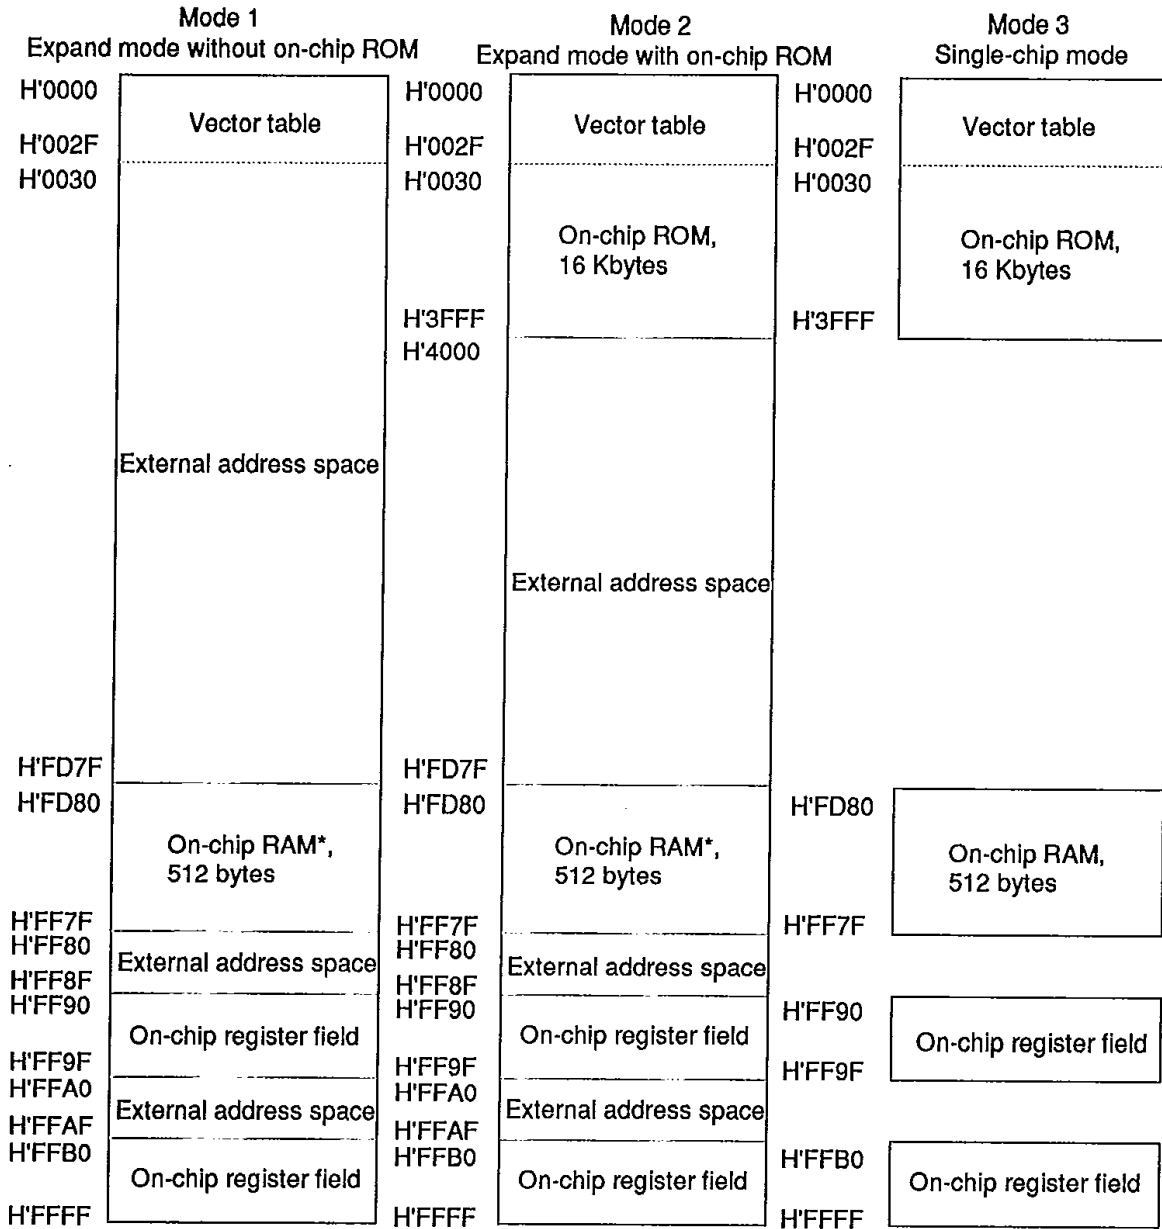 Mode 1
Expand mode without on-chip ROM
H'0000
Vector table
H'002F
H'0030
External address space
H'FD7F
H'FD80
On-chip RAM*,
512 bytes
H'FF7F
H'FF80
External address space
H'FF8F
H'FF90
On-chip register field
H'FF9F
H'FFA0
External address space
H'FFAF
H'FFB0
On-chip register field
H'FFFF
Mode 2
Expand mode with on-chip ROM
H'0000
Vector table
H'002F
H'0030
On-chip ROM,
16 Kbytes
H'3FFF
H'4000
External address space
H'FD7F
H'FD80
On-chip RAM*,
512 bytes
H'FF7F
H'FF80
External address space
H'FF8F
H'FF90
On-chip register field
H'FF9F
H'FFA0
External address space
H'FFAF
H'FFB0
On-chip register field
H'FFFF
Mode 3
Single-chip mode
H'0000
Vector table
H'002F
H'0030
On-chip ROM,
16 Kbytes
H'3FFF
H'FD80
On-chip RAM,
512 bytes
H'FF7F
H'FF90
On-chip register field
H'FF9F
H'FFB0
On-chip register field
H'FFFF